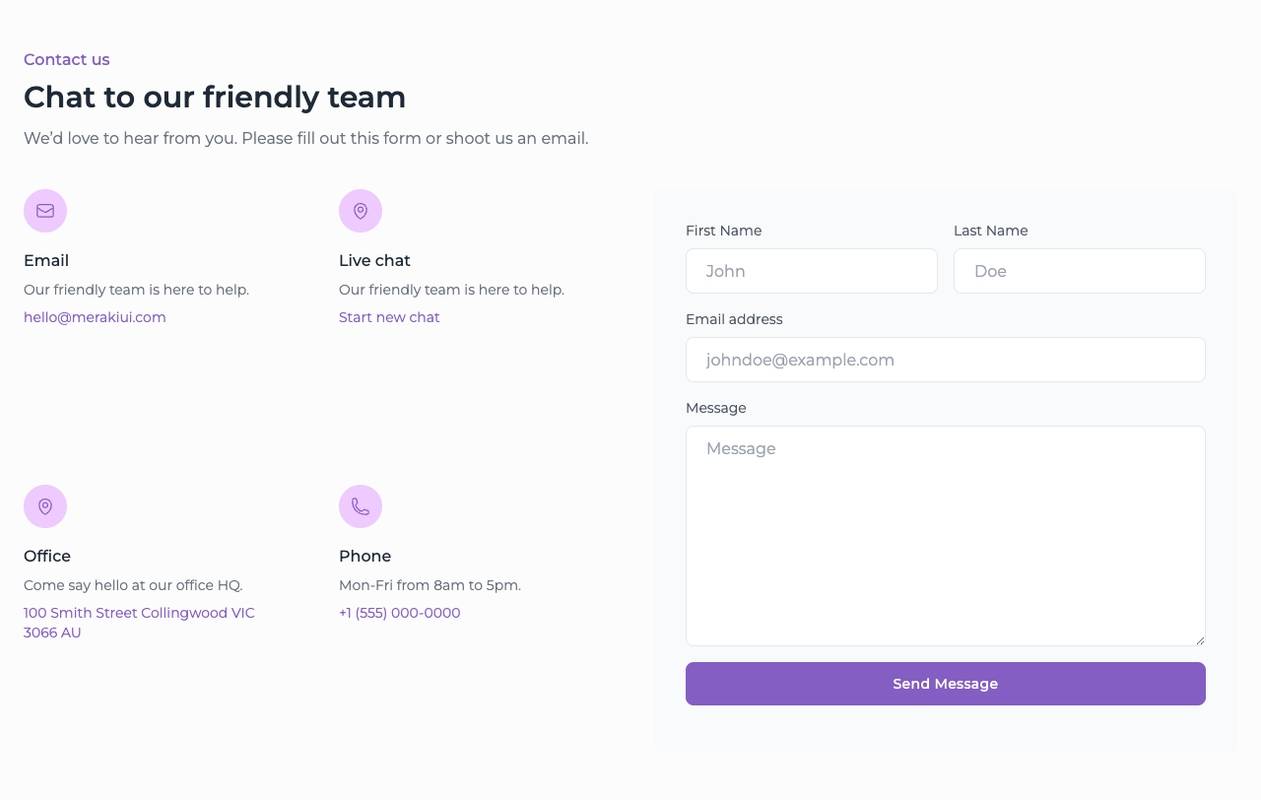 Contact us
Chat to our friendly team
We’d love to hear from you. Please fill out this form or shoot us an email.
Email
Our friendly team is here to help.
hello@merakiui.com
Live chat
Our friendly team is here to help.
Start new chat
Office
Come say hello at our office HQ.
100 Smith Street Collingwood VIC
3066 AU
Phone
Mon-Fri from 8am to 5pm.
+1 (555) 000-0000
First Name
John
Last Name
Doe
Email address
johndoe@example.com
Message
Message
Send Message